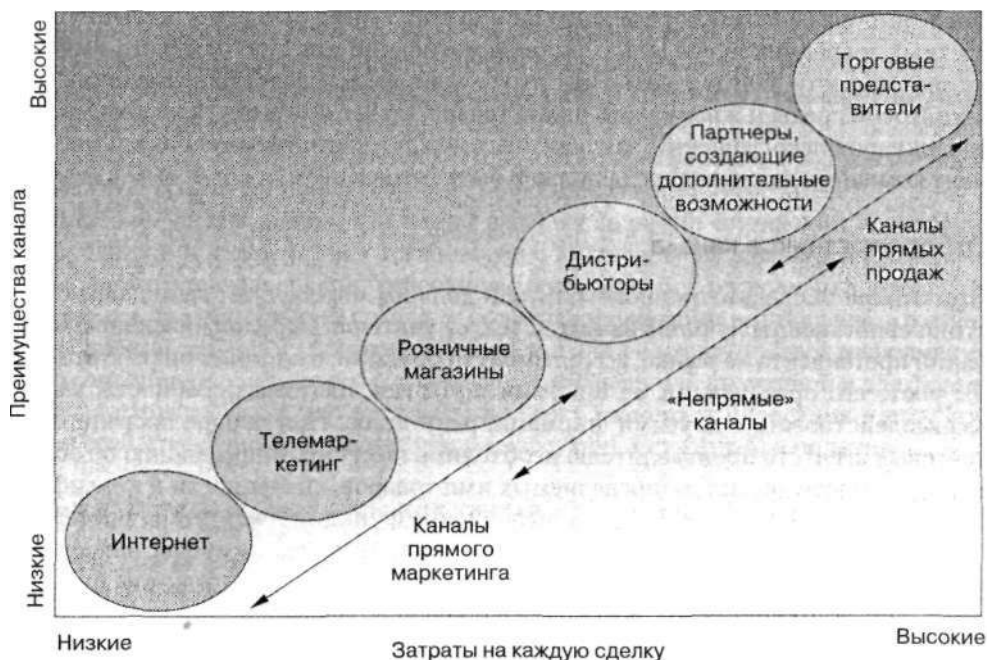 Высокие
Преимущества канала
Низкие
Торговые
предста-
вители
Партнеры,
создающие
дополнительные
возможности
Каналы
прямых
продаж
Дистри-
бьюторы
Розничные
магазины
«Непрямые»
каналы
Телемар-
кетинг
Каналы
прямого
маркетинга
Интернет
Низкие
Затраты на каждую сделку
Высокие